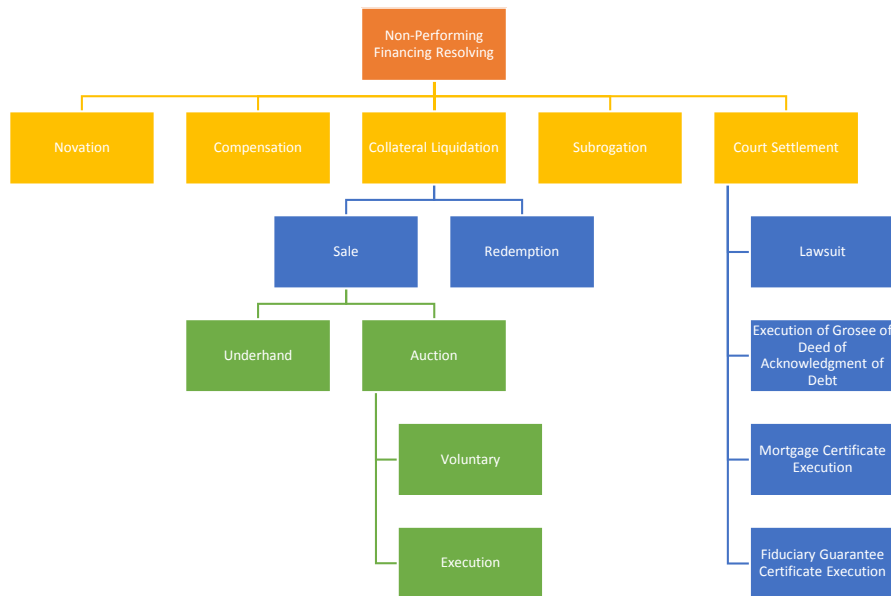 Non-Performing
Financing Resolving
Novation
Compensation
Collateral Liquidation
Subrogation
Court Settlement
Sale
Redemption
Lawsuit
Underhand
Auction
Execution of Grosee of
Deed of
Acknowledgment of
Debt
Voluntary
Mortgage Certificate
Execution
Execution
Fiduciary Guarantee
Certificate Execution